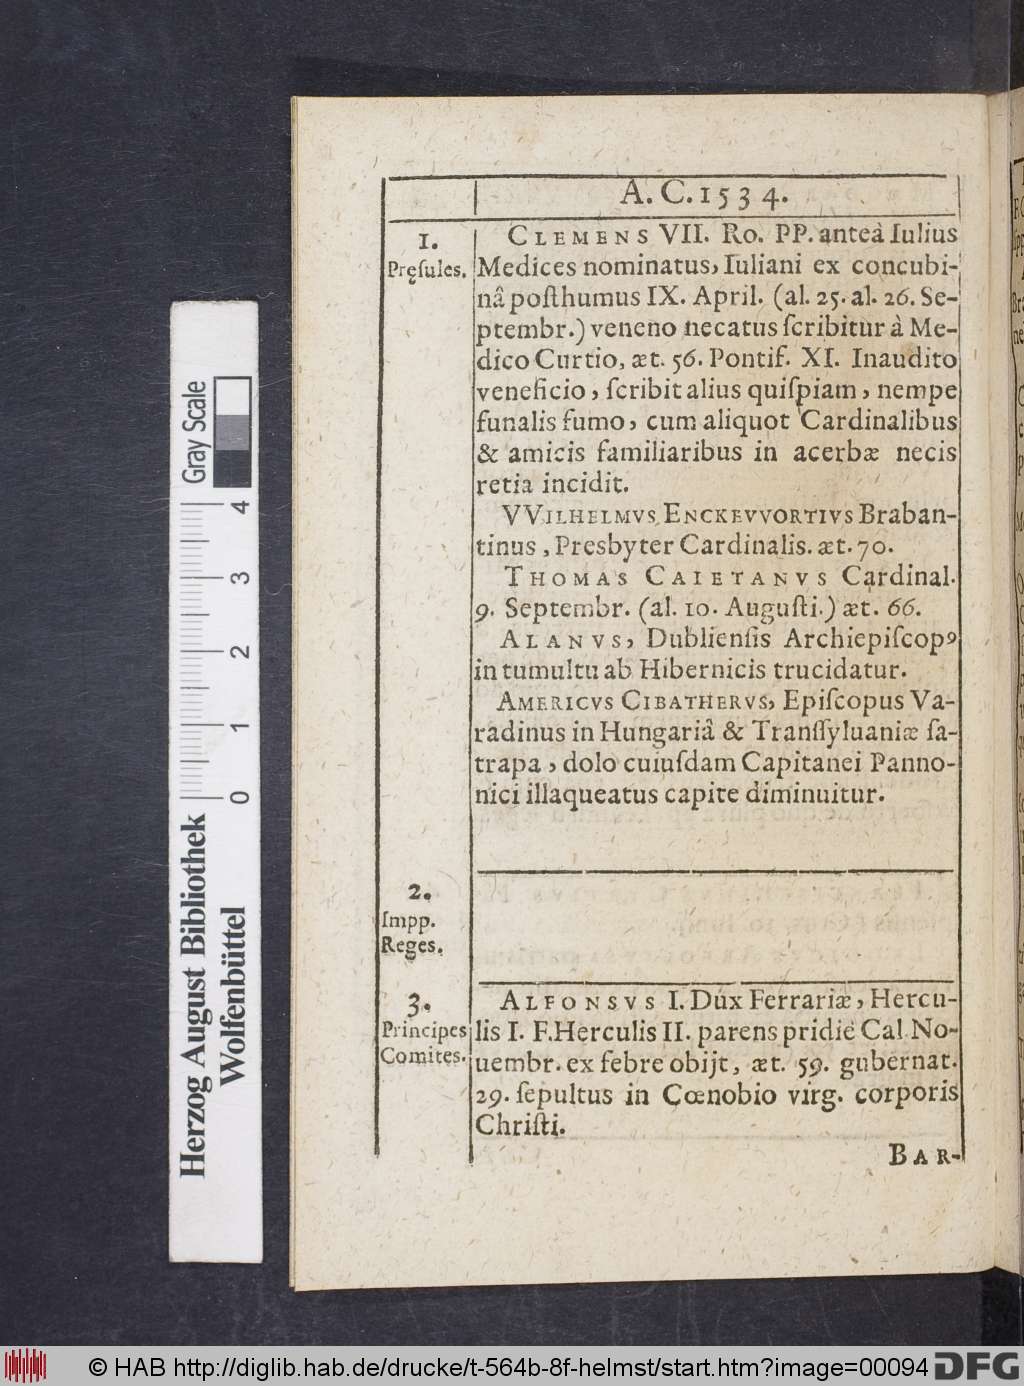 A. C. 1534.
1.
Pręſules.
CLEMENS VII. Ro. PP. anteà Iulius
Medices nominatus, Iuliani ex concubi-
nâ poſthumus IX. April. (al. 25. al. 26. Se-
ptembr.) veneno necatus ſcribitur à Me-
dico Curtio, æt. 56. Pontif. XI. Inaudito
veneficio, ſcribit alius quiſpiam, nempe
funalis fumo, cum aliquot Cardinalibus
& amicis familiaribus in acerbæ necis
retia incidit.
VVILHELMVS ENCKEVVORTIVS Braban-
tinus, Presbyter Cardinalis. æt. 70.
THOMAS CAIETANVS Cardinal.
9. Septembr. (al. 10. Auguſti.) æt. 66.
ALANVS, Dublienſis Archiepiſcopꝰ
in tumultu ab Hibernicis trucidatur.
AMERICVS CIBATHERVS, Epiſcopus Va-
radinus in Hungariâ & Tranſſyluaniæ ſa-
trapa, dolo cuiuſdam Capitanei Panno-
nici illaqueatus capite diminuitur.
2.
Impp.
Reges.
3.
Principes
Comites.
ALFONSVS I. Dux Ferrariæ, Hercu-
lis I. F. Herculis II. parens pridie Cal. No-
uembr. ex febre obijt, æt. 59. gubernat.
29. ſepultus in Cœnobio virg. corporis
Chriſti.
BAR-
Gray Scale
0 1 2 3 4
Herzog August Bibliothek
Wolfenbüttel
© HAB http://diglib.hab.de/drucke/t-564b-8f-helmst/start.htm?image=00094
DFG